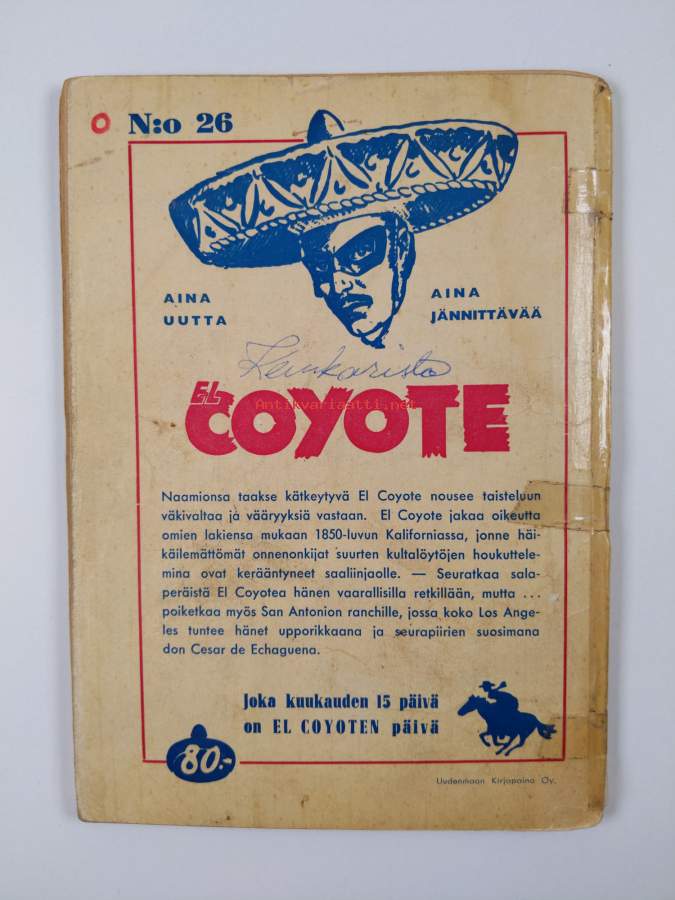 O N:o 26
AINA
UUTTA
AINA
JÄNNITTÄVÄÄ
EL
COYOTE
Antikvariaatti.net
Naamionsa taakse kätkeytyvä El Coyote nousee taisteluun
väkivaltaa ja vääryyksiä vastaan. El Coyote jakaa oikeutta
omien lakiensa mukaan 1850-luvun Kaliforniassa, jonne häi-
käilemättömät onnenonkijat suurten kultalöytöjen houkuttele-
mina ovat kerääntyneet saaliinjaolle. — Seuratkaa sala-
peräistä El Coyotea hänen vaarallisilla retkillään, mutta ...
poiketkaa myös San Antonion ranchille, jossa koko Los Ange-
les tuntee hänet upporikkaana ja seurapiirien suosimana
don Cesar de Echaguena.
Joka kuukauden 15 päivä
on EL COYOTEN päivä
80.-
Uudenmaan Kirjapaino Oy.